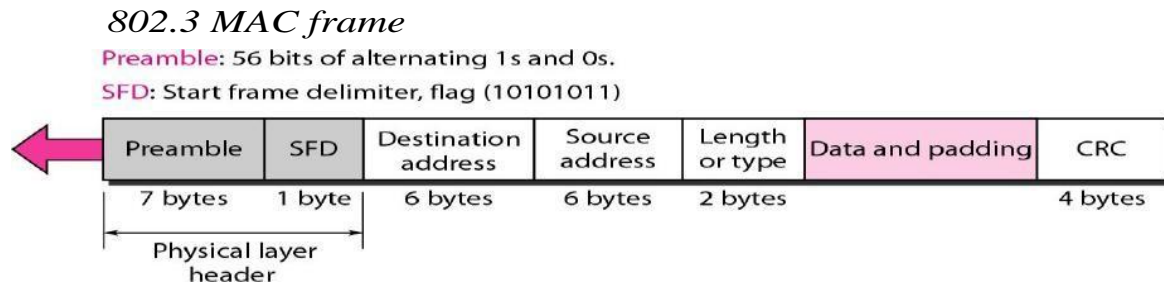 802.3 MAC frame
Preamble: 56 bits of alternating 1s and 0s.
SFD: Start frame delimiter, flag (10101011)
Preamble SFD Destination address Source address Length or type Data and padding CRC
7 bytes 1 byte 6 bytes 6 bytes 2 bytes 4 bytes
Physical layer
header